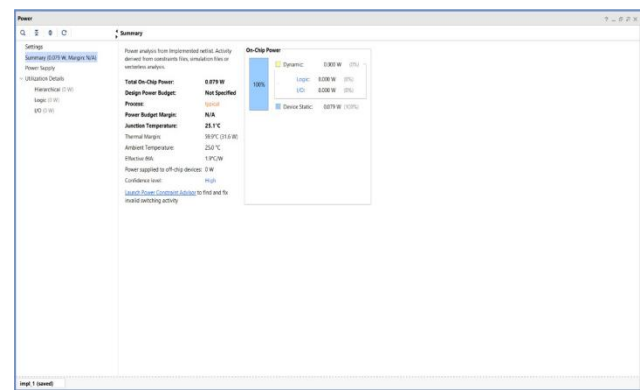 Power
Summary
Settings
Summary (0.079 W, Margin: N/A)
Power Supply
Utilization Details
Hierarchical (0 W)
Logic (0 W)
I/O (0 W)
Power analysis from Implemented netlist. Activity
derived from constraints files, simulation files or
vectorless analysis.
Total On-Chip Power: 0.079 W
Design Power Budget: Not Specified
Process: typical
Power Budget Margin: N/A
Junction Temperature: 25.1°C
Thermal Margin: (31.6 W)
Ambient Temperature: 25.0 °C
Effective θJA: 1.9°C/W
Power supplied to off-chip devices: 0 W
Confidence level: High
Launch Power Constraint Advisor to find and fix
invalid switching activity
On-Chip Power
Dynamic: 0.000 W (0%)
Logic: 0.000 W (0%)
I/O: 0.000 W (0%)
100%
Device Static: 0.079 W (100%)
impl_1 (saved)